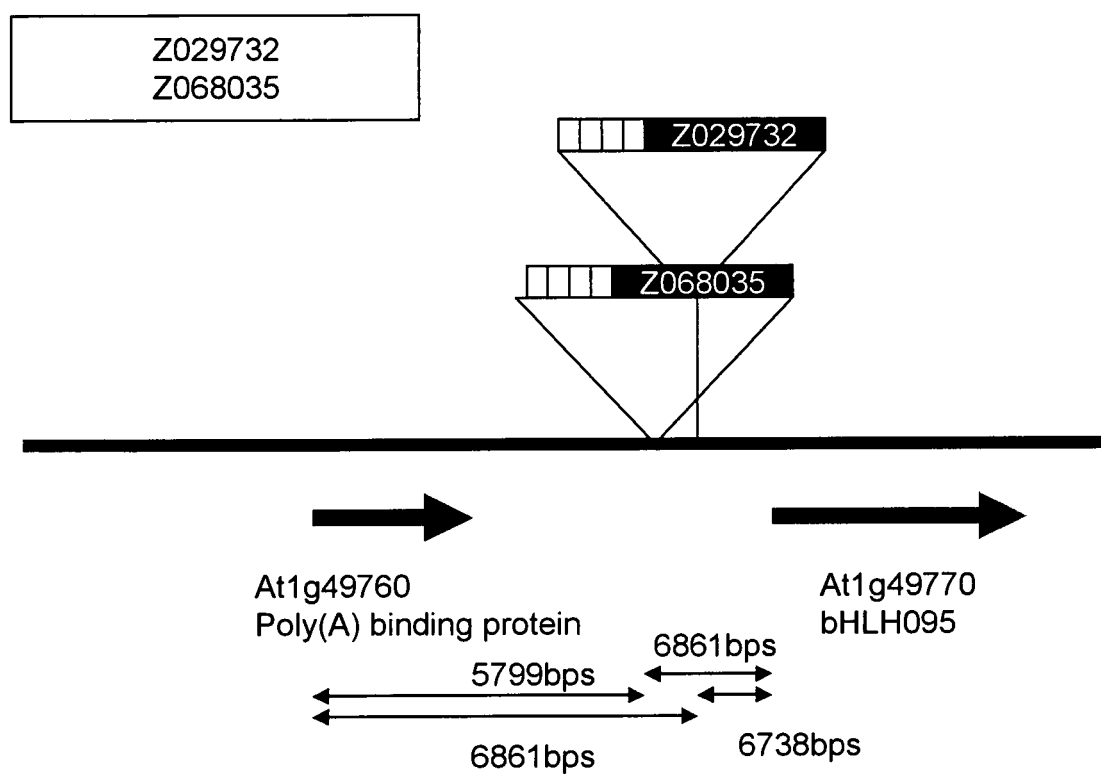 Z029732
Z068035
Z029732
Z068035
At1g49760
Poly(A) binding protein
At1g49770
bHLH095
6861bps
5799bps
6861bps
6738bps